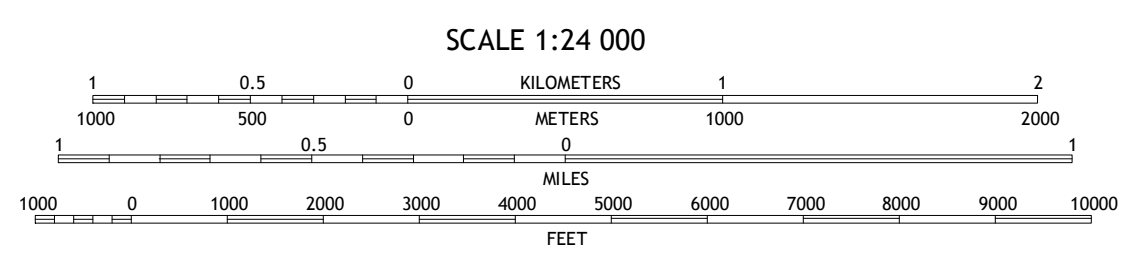 SCALE 1:24 000
1 0.5 0 KILOMETERS 1 2
1000 500 0 METERS 1000 2000
1 0.5 0 1
MILES
1000 0 1000 2000 3000 4000 5000 6000 7000 8000 9000 10000
FEET